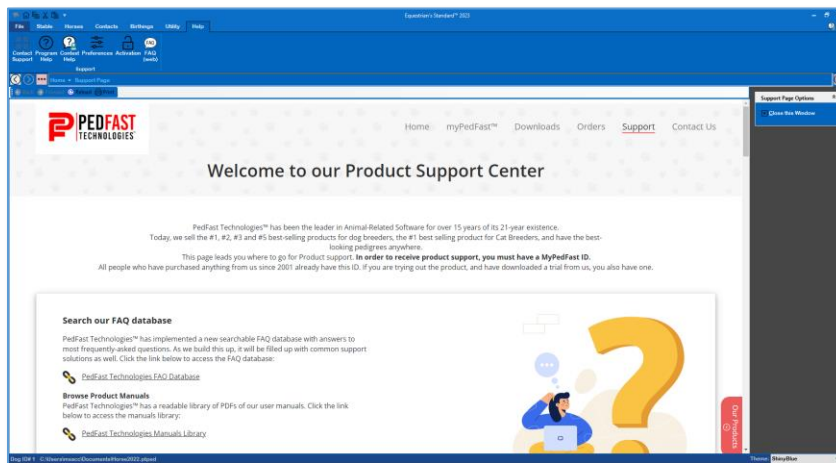 Equestrian's Standard™ 2023
File Stable Horses Contacts Birthings Utility Help
Contact Support Program Help Context Help Preferences Activation FAQ (web)
Support
Home Support Page
PEDFAST
TECHNOLOGIES
Home myPedFast™ Downloads Orders Support Contact Us
Welcome to our Product Support Center
PedFast Technologies™ has been the leader in Animal-Related Software for over 15 years of its 21-year existence.
Today, we sell the #1, #2, #3 and #5 best-selling products for dog breeders, the #1 best selling product for Cat Breeders, and have the best-
looking pedigrees anywhere.
This page leads you where to go for Product support. In order to receive product support, you must have a MyPedFast ID.
All people who have purchased anything from us since 2001 already have this ID. If you are trying out the product, and have downloaded a trial from us, you also have one.
Search our FAQ database
PedFast Technologies™ has implemented a new searchable FAQ database with answers to
most frequently-asked questions. As we build this up, it will be filled up with common support
solutions as well. Click the link below to access the FAQ database:
PedFast Technologies FAQ Database
Browse Product Manuals
PedFast Technologies™ has a readable library of PDFs of our user manuals. Click the link
below to access the manuals library:
PedFast Technologies Manuals Library
Our Products
Support Page Options
Close this Window
Dog ID# 1
Theme: ShinyBlue